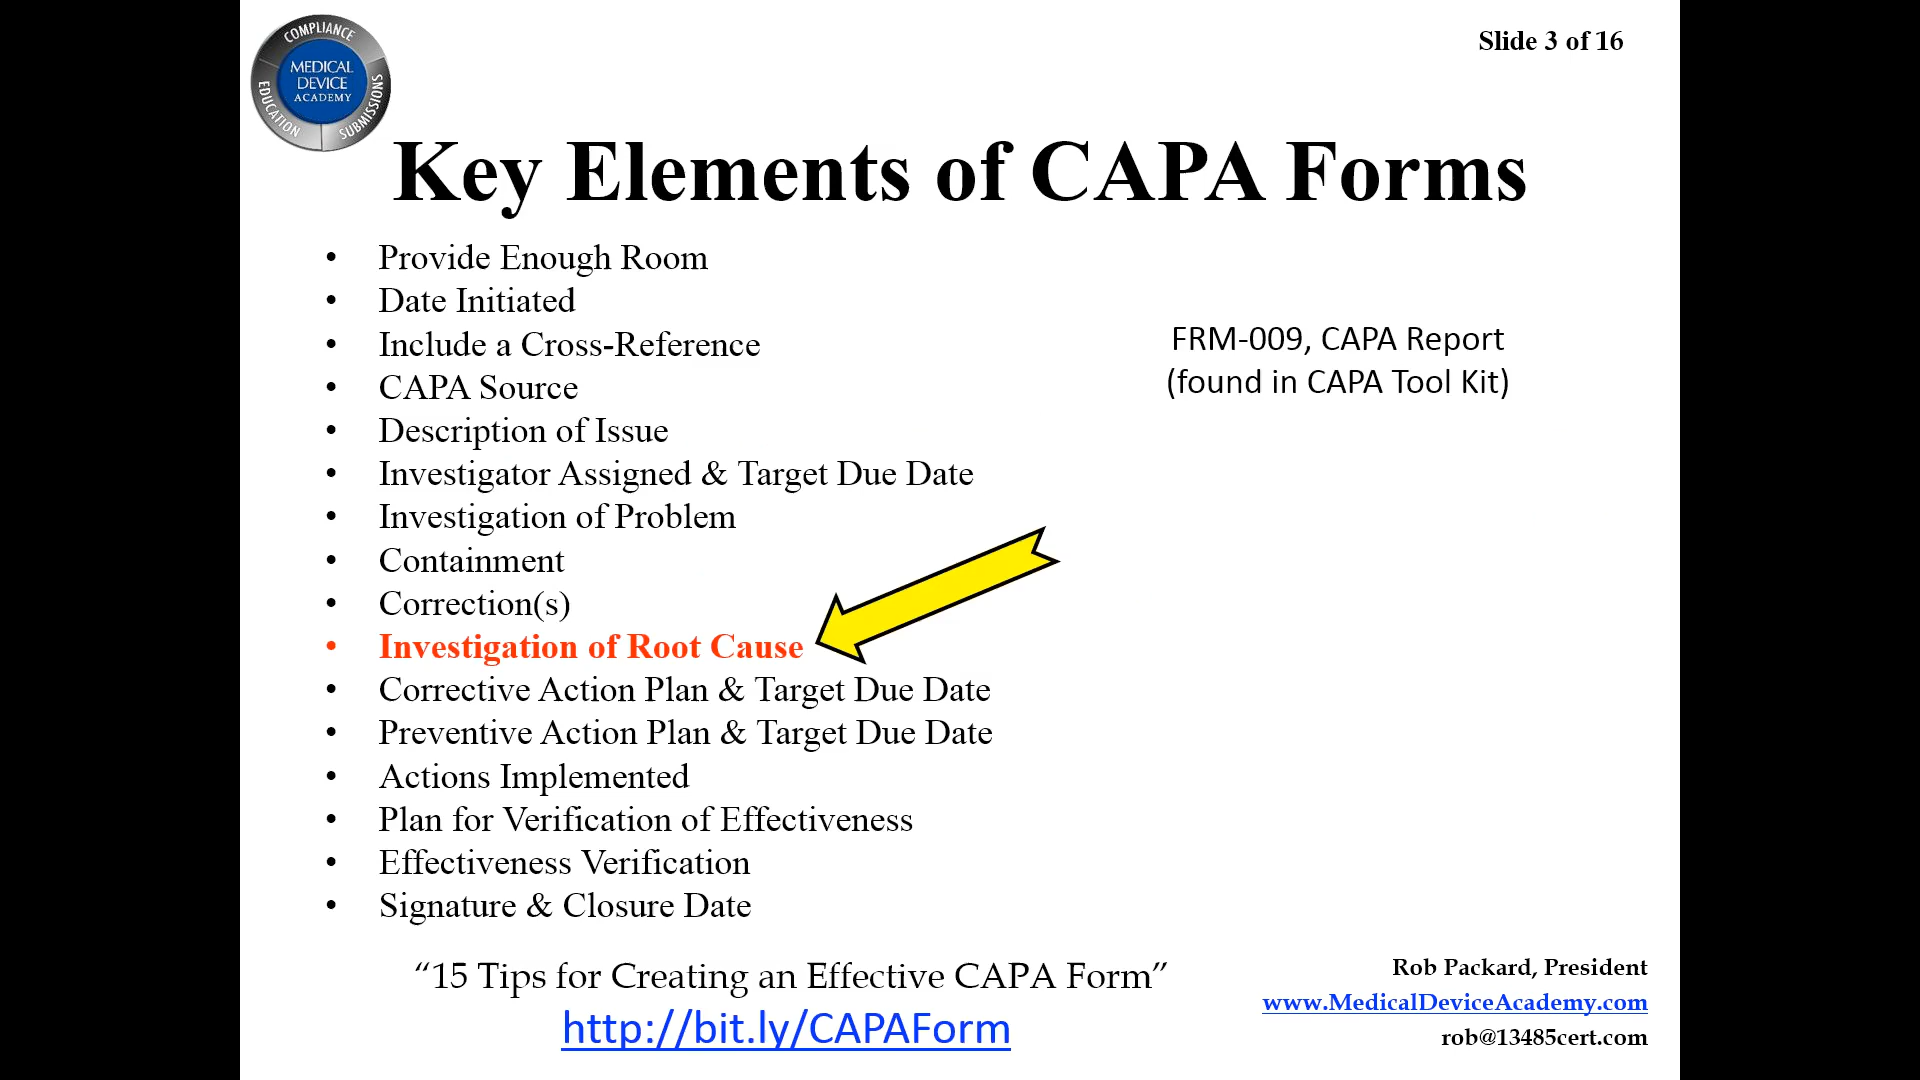 COMPLIANCE
MEDICAL
DEVICE
ACADEMY
EDUCATION
SUBMISSIONS
Slide 3 of 16
Key Elements of CAPA Forms
• Provide Enough Room
• Date Initiated
• Include a Cross-Reference
• CAPA Source
• Description of Issue
• Investigator Assigned & Target Due Date
• Investigation of Problem
• Containment
• Correction(s)
• Investigation of Root Cause
• Corrective Action Plan & Target Due Date
• Preventive Action Plan & Target Due Date
• Actions Implemented
• Plan for Verification of Effectiveness
• Effectiveness Verification
• Signature & Closure Date
FRM-009, CAPA Report
(found in CAPA Tool Kit)
“15 Tips for Creating an Effective CAPA Form”
http://bit.ly/CAPAForm
Rob Packard, President
www.MedicalDeviceAcademy.com
rob@13485cert.com